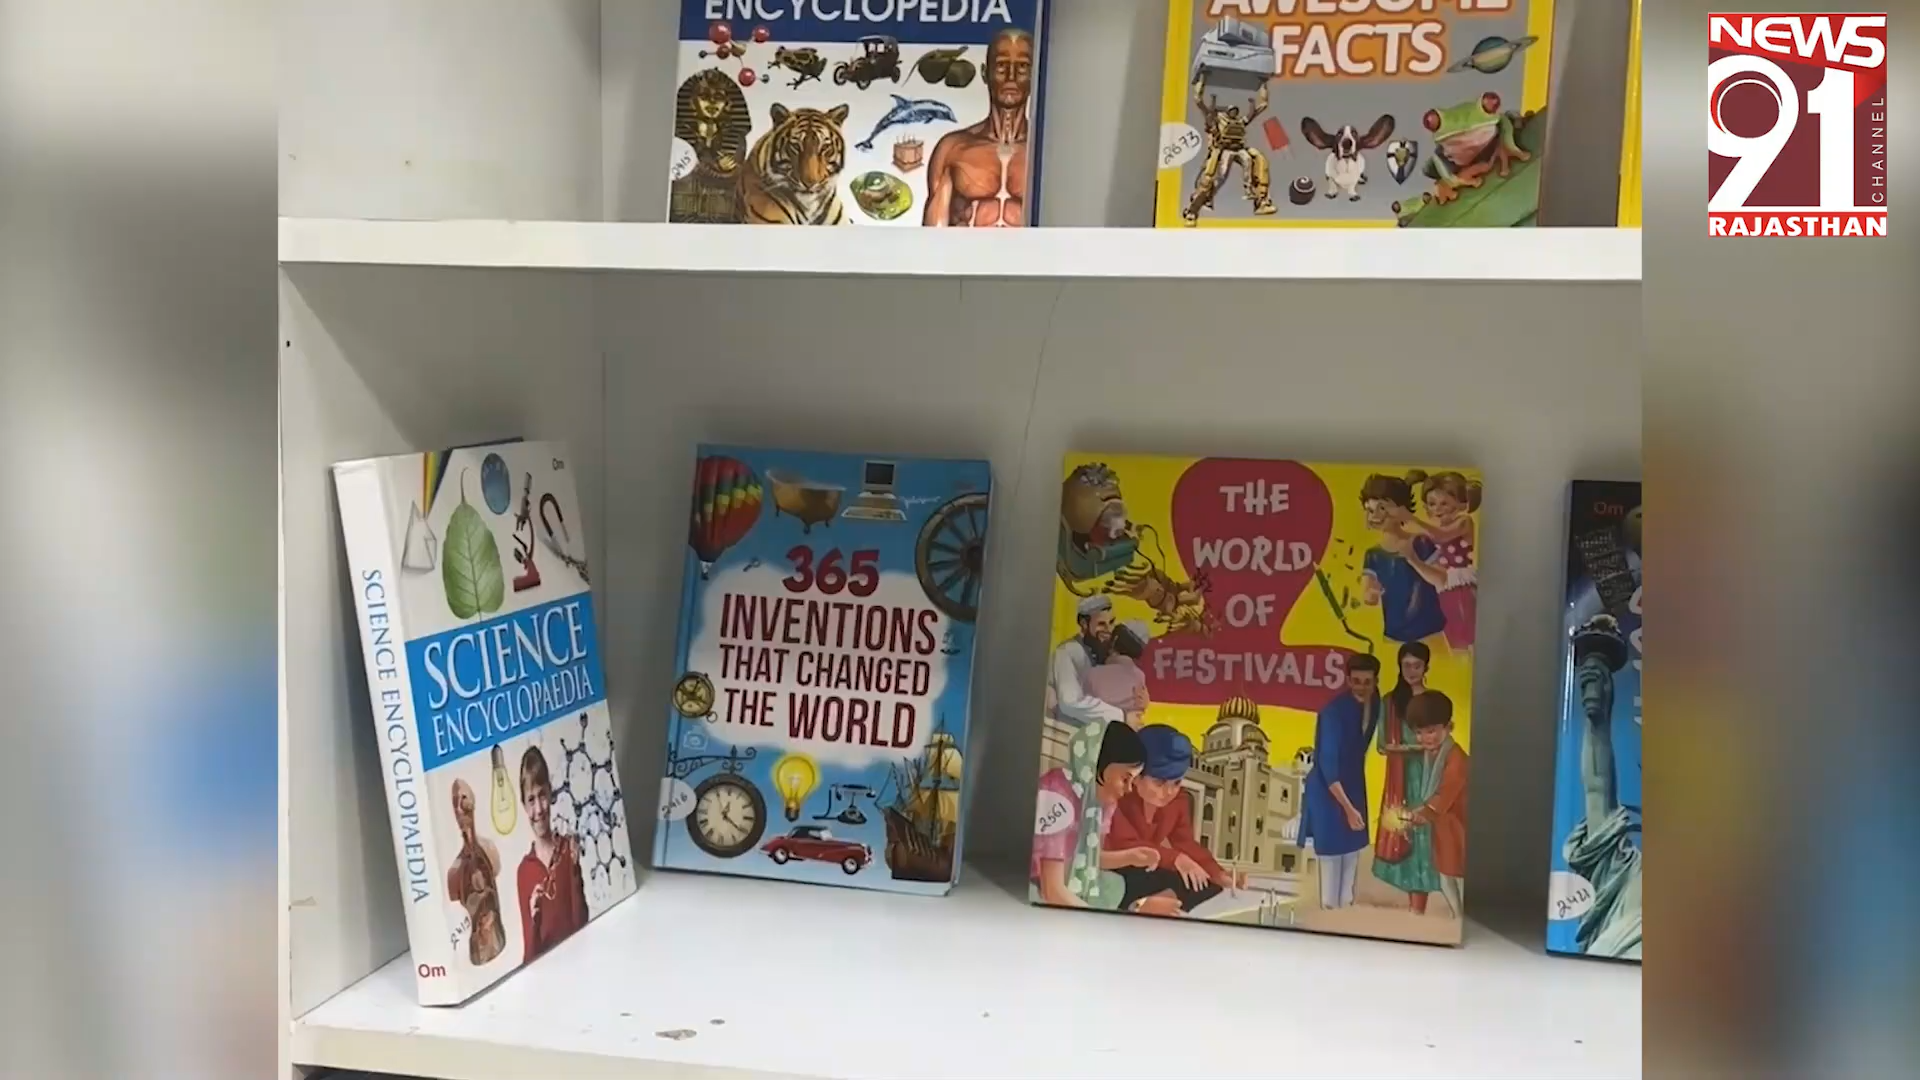 ENCYCLOPEDIA
AWESOME
FACTS
2415
2673
NEWS
91
CHANNEL
RAJASTHAN
Om
SCIENCE
ENCYCLOPAEDIA
SCIENCE ENCYCLOPAEDIA
Om
365
INVENTIONS
THAT CHANGED
THE WORLD
2416
THE
WORLD
OF
FESTIVALS
2561
Om
2421